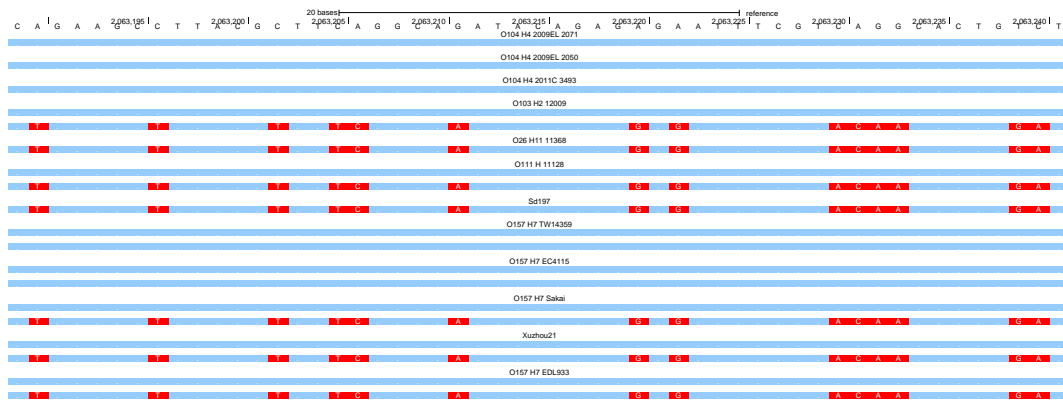 20 bases reference
2,063,195 2,063,200 2,063,205 2,063,210 2,063,215 2,063,220 2,063,225 2,063,230 2,063,235 2,063,240
C A G A A G C C T T A C G C T T C A G G C A G A T A C A G A G A G A A T T T C G T C A G G C A C T G T C T
O104 H4 2009EL 2071
O104 H4 2009EL 2050
O104 H4 2011C 3493
O103 H2 12009
T T T T C A G G A C A A G A
O26 H11 11368
T T T T C A G G A C A A G A
O111 H 11128
T T T T C A G G A C A A G A
Sd197
T T T T C A G G A C A A G A
O157 H7 TW14359
O157 H7 EC4115
O157 H7 Sakai
T T T T C A G G A C A A G A
Xuzhou21
T T T T C A G G A C A A G A
O157 H7 EDL933
T T T T C A G G A C A A G A